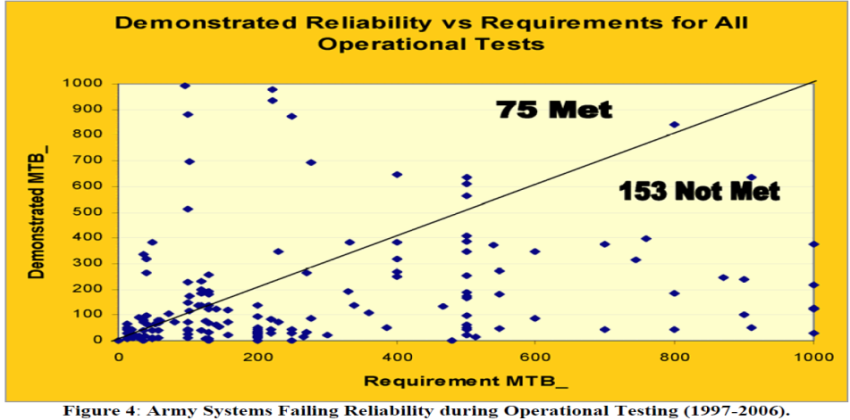 Demonstrated Reliability vs Requirements for All
Operational Tests
1000
900
800
700
600
500
400
300
200
100
0
Demonstrated MTB_
75 Met
153 Not Met
0 200 400 600 800 1000
Requirement MTB_
Figure 4: Army Systems Failing Reliability during Operational Testing (1997-2006).